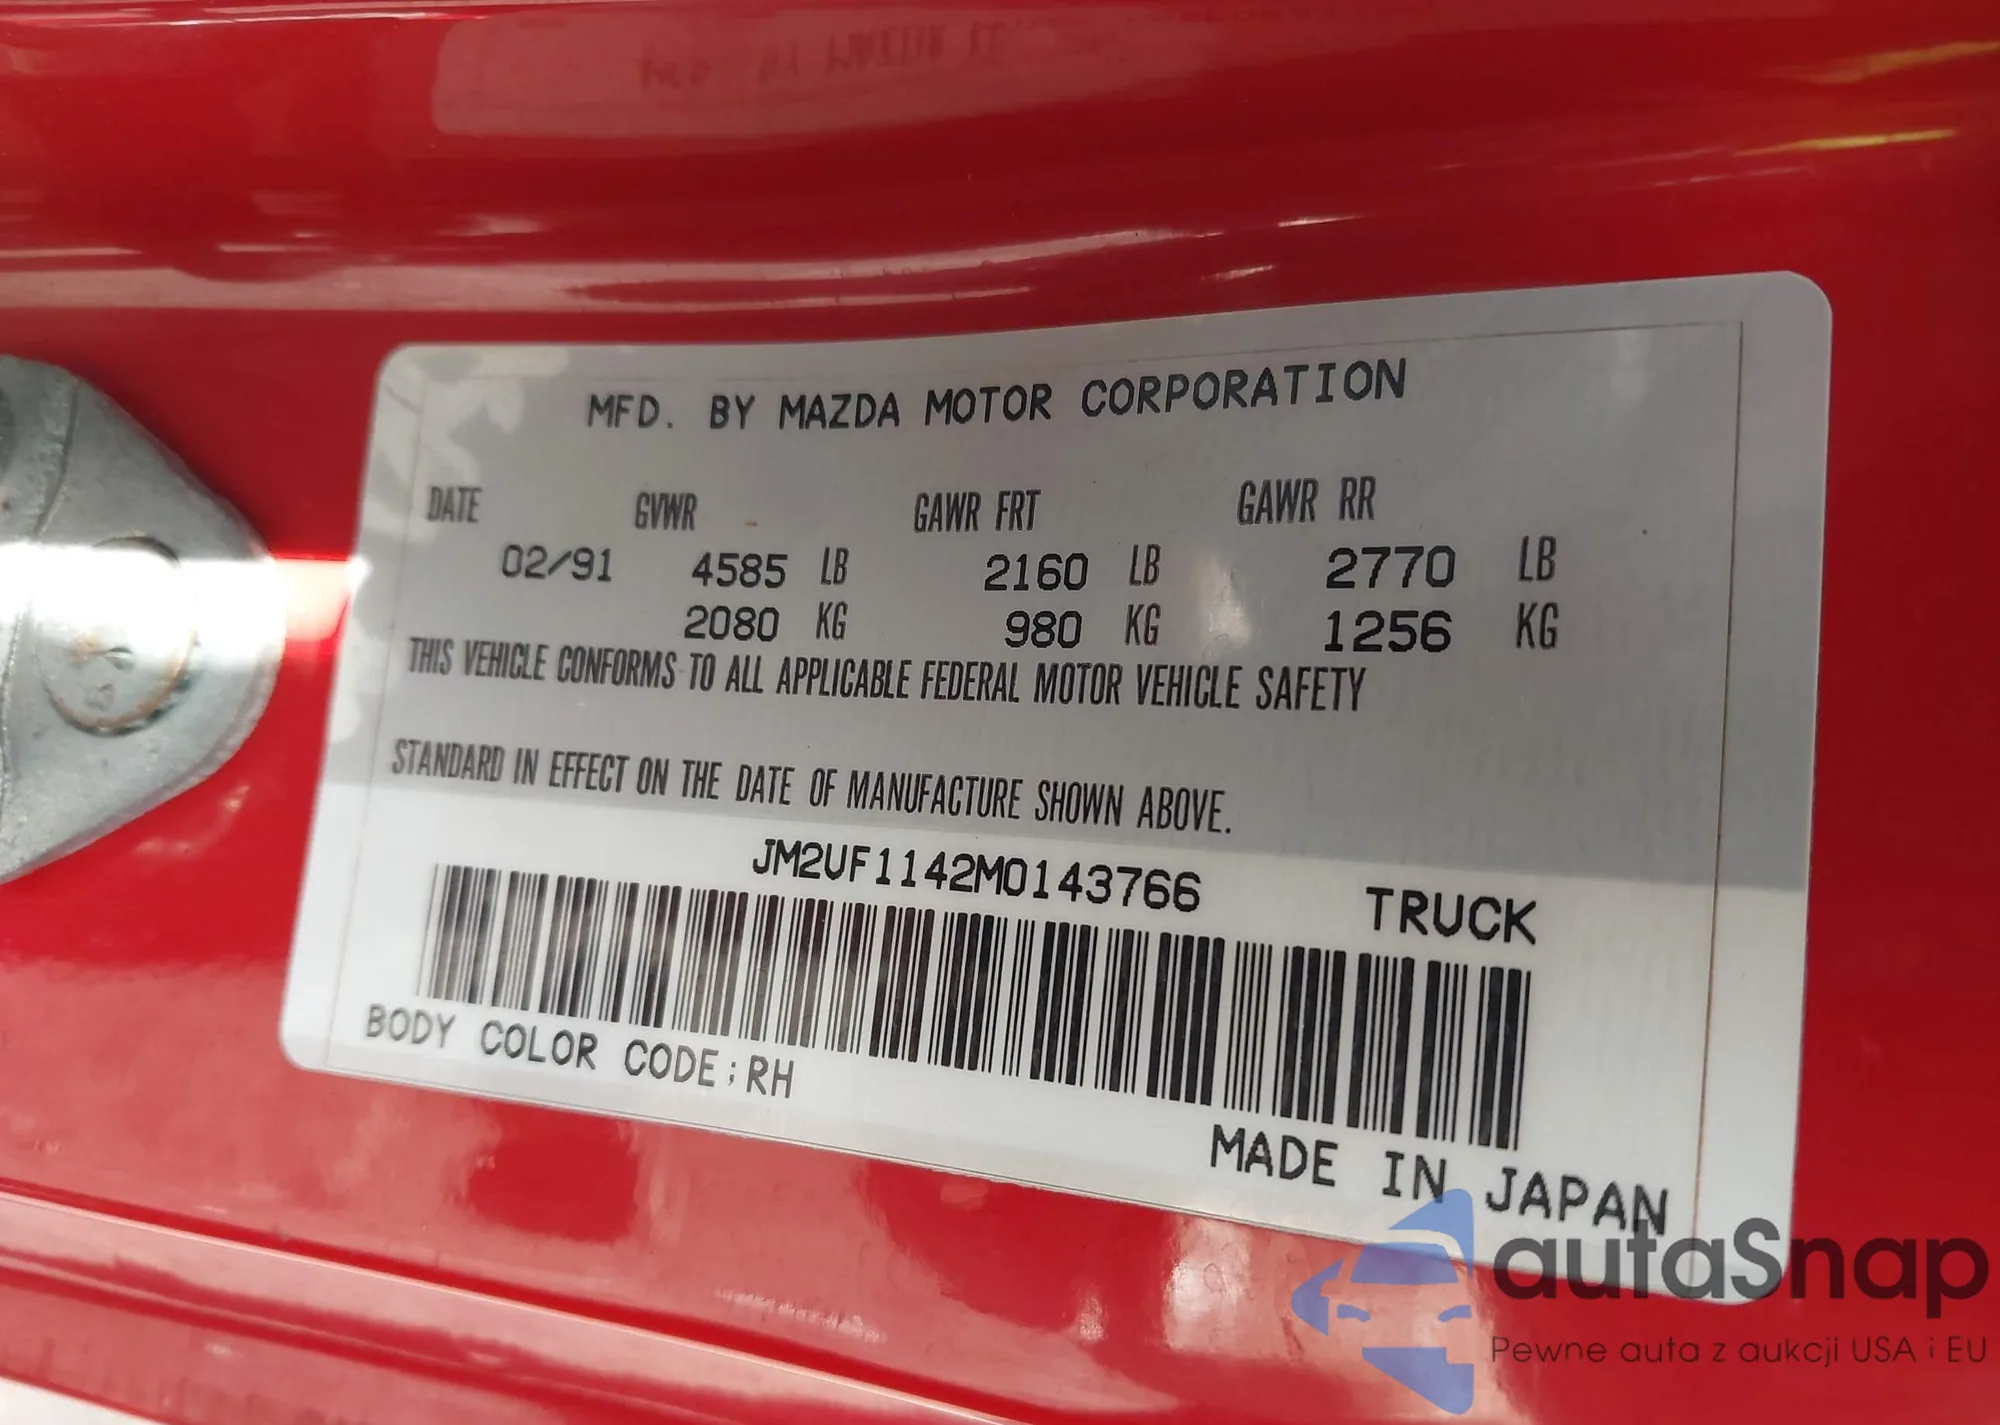 MFD. BY MAZDA MOTOR CORPORATION
DATE GVWR GAWR FRT GAWR RR
02/91 4585 LB 2160 LB 2770 LB
2080 KG 980 KG 1256 KG
THIS VEHICLE CONFORMS TO ALL APPLICABLE FEDERAL MOTOR VEHICLE SAFETY
STANDARD IN EFFECT ON THE DATE OF MANUFACTURE SHOWN ABOVE.
JM2UF1142M0143766 TRUCK
BODY COLOR CODE;RH
MADE IN JAPAN
autaSnap
Pewne auta z aukcji USA i EU